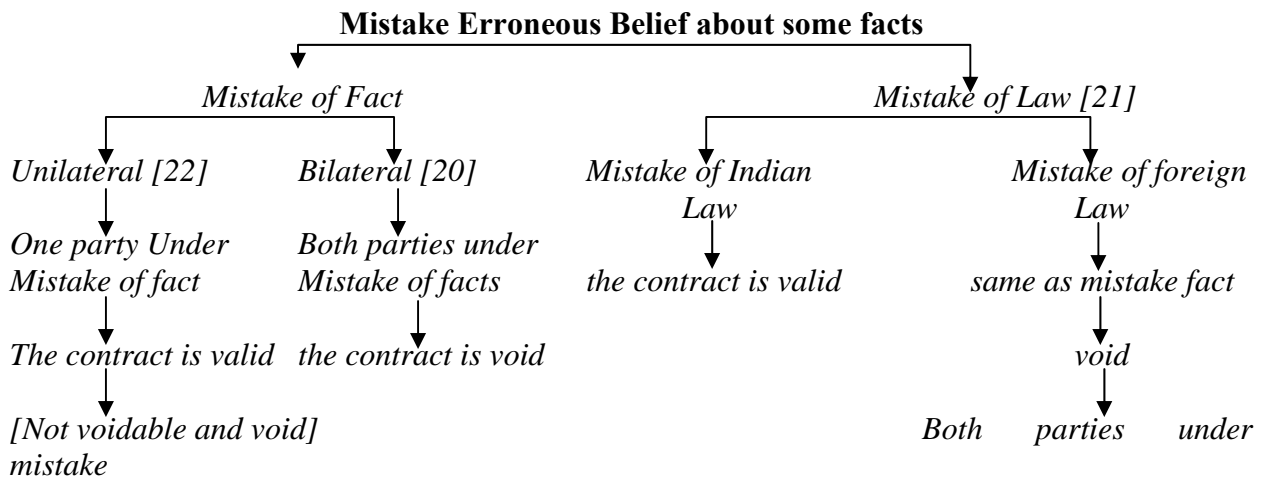 Mistake Erroneous Belief about some facts
Mistake of Fact
Mistake of Law [21]
Unilateral [22]
Bilateral [20]
Mistake of Indian
Law
Mistake of foreign
Law
One party Under
Mistake of fact
Both parties under
Mistake of facts
the contract is valid
same as mistake fact
The contract is valid
the contract is void
void
[Not voidable and void]
mistake
Both parties under